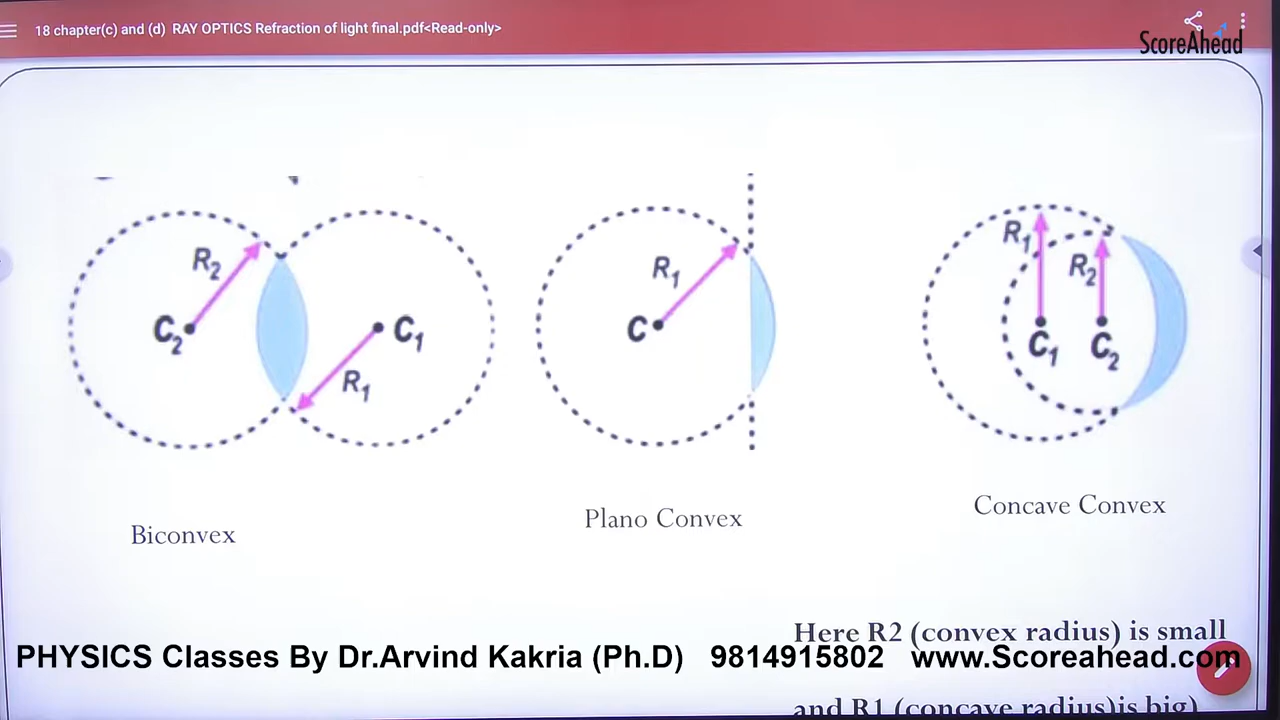 18 chapter(c) and (d) RAY OPTICS Refraction of light final.pdf<Read-only>
ScoreAhead
R2
C2
C1
R1
R1
C
R1
R2
C1
C2
Biconvex
Plano Convex
Concave Convex
Here R2 (convex radius) is small
PHYSICS Classes By Dr.Arvind Kakria (Ph.D) 9814915802 www.Scoreahead.com
and R1 (concave radius)is big)